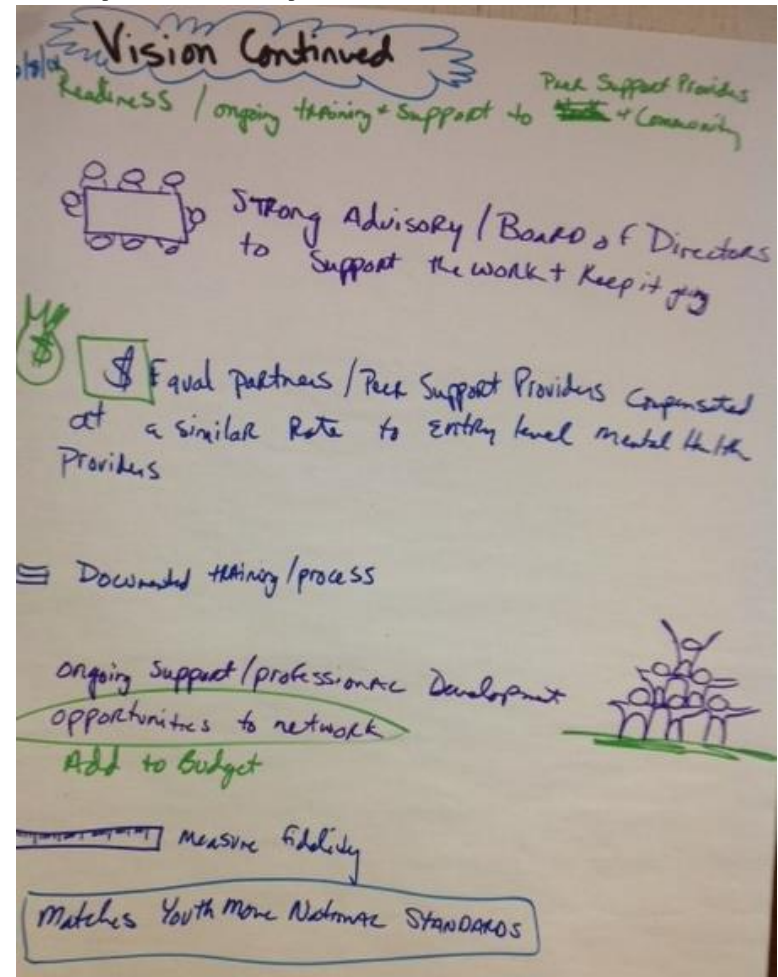 Vision Continued
Peer Support Providers
Readiness / ongoing training + Support to + Community
Strong Advisory / Board of Directors
to Support the work + Keep it going
$
$ Equal partners / Peer Support Providers Compensated
at a similar Rate to Entry level mental Health
Providers
Documented training/process
ongoing support/professional Development
opportunities to network
Add to Budget
measure fidelity
matches Youth Move National STANDARDS